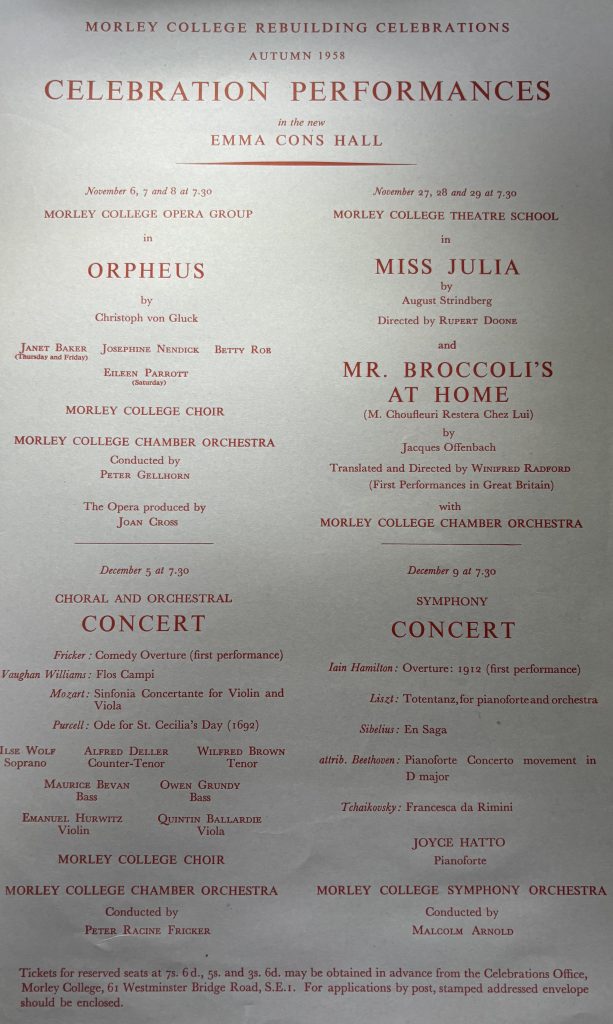 MORLEY COLLEGE REBUILDING CELEBRATIONS
AUTUMN 1958
CELEBRATION PERFORMANCES
in the new
EMMA CONS HALL
November 6, 7 and 8 at 7.30
MORLEY COLLEGE OPERA GROUP
in
ORPHEUS
by
Christoph von Gluck
JANET BAKER JOSEPHINE NENDICK BETTY ROE
(Thursday and Friday)
EILEEN PARROTT
(Saturday)
MORLEY COLLEGE CHOIR
MORLEY COLLEGE CHAMBER ORCHESTRA
Conducted by
PETER GELLHORN
The Opera produced by
JOAN CROSS
November 27, 28 and 29 at 7.30
MORLEY COLLEGE THEATRE SCHOOL
in
MISS JULIA
by
August Strindberg
Directed by RUPERT DOONE
and
MR. BROCCOLI'S
AT HOME
(M. Choufleuri Restera Chez Lui)
by
Jacques Offenbach
Translated and Directed by WINIFRED RADFORD
(First Performances in Great Britain)
with
MORLEY COLLEGE CHAMBER ORCHESTRA
December 5 at 7.30
CHORAL AND ORCHESTRAL
CONCERT
Fricker: Comedy Overture (first performance)
Vaughan Williams: Flos Campi
Mozart: Sinfonia Concertante for Violin and
Viola
Purcell: Ode for St. Cecilia's Day (1692)
ILSE WOLF ALFRED DELLER WILFRED BROWN
Soprano Counter-Tenor Tenor
MAURICE BEVAN OWEN GRUNDY
Bass Bass
EMANUEL HURWITZ QUINTIN BALLARDIE
Violin Viola
MORLEY COLLEGE CHOIR
MORLEY COLLEGE CHAMBER ORCHESTRA
Conducted by
PETER RACINE FRICKER
December 9 at 7.30
SYMPHONY
CONCERT
Iain Hamilton: Overture: 1912 (first performance)
Liszt: Totentanz, for pianoforte and orchestra
Sibelius: En Saga
attrib. Beethoven: Pianoforte Concerto movement in
D major
Tchaikovsky: Francesca da Rimini
JOYCE HATTO
Pianoforte
MORLEY COLLEGE SYMPHONY ORCHESTRA
Conducted by
MALCOLM ARNOLD
Tickets for reserved seats at 7s. 6d., 5s. and 3s. 6d. may be obtained in advance from the Celebrations Office,
Morley College, 61 Westminster Bridge Road, S.E.1. For applications by post, stamped addressed envelope
should be enclosed.